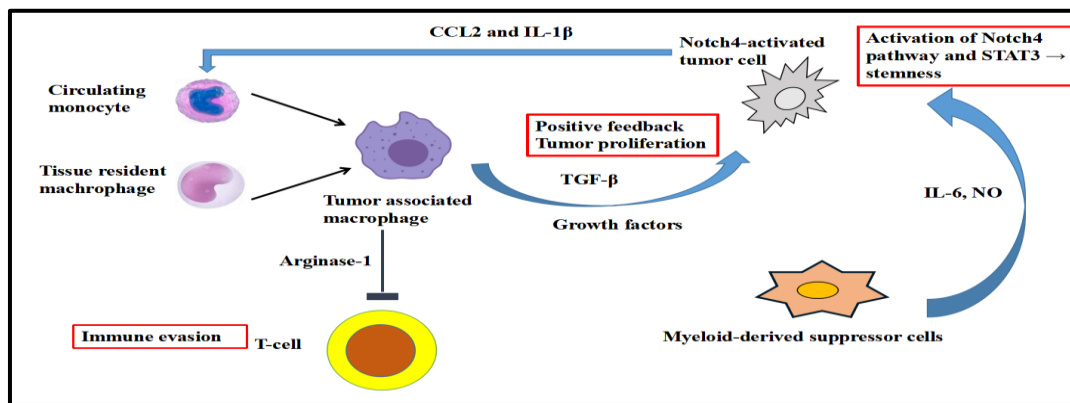 CCL2 and IL-1β
Notch4-activated
tumor cell
Activation of Notch4
pathway and STAT3 →
stemness
Circulating
monocyte
Positive feedback
Tumor proliferation
Tissue resident
machrophage
TGF-β
IL-6, NO
Tumor associated
macrophage
Growth factors
Arginase-1
Immune evasion
T-cell
Myeloid-derived suppressor cells